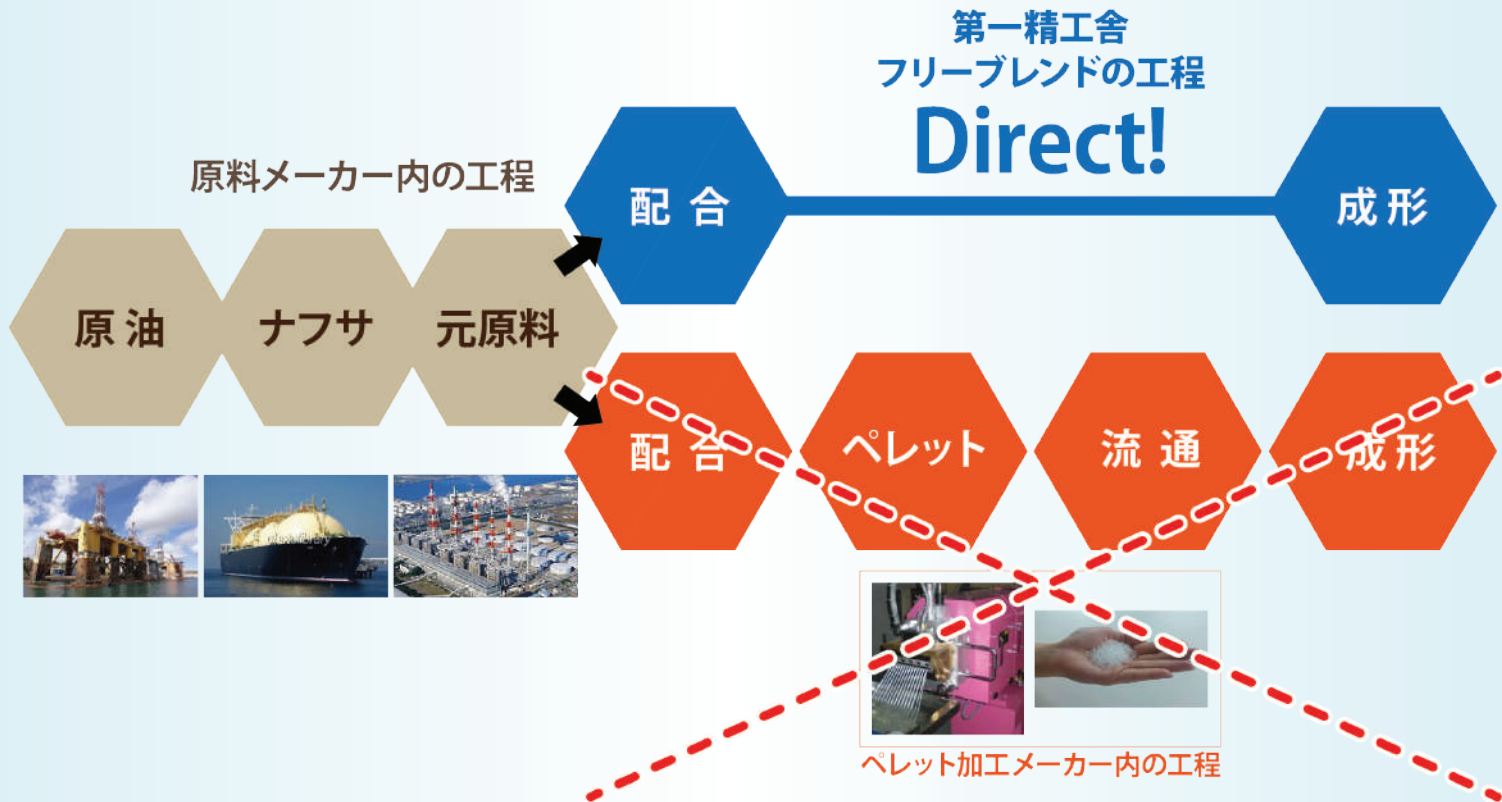 第一精工舎
フリーブレンドの工程
Direct!
原料メーカー内の工程
配合
成形
原油
ナフサ
元原料
配合
ペレット
流通
成形
ペレット加工メーカー内の工程